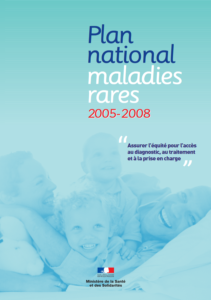 Plan
national
maladies
rares
2005-2008
“ Assurer l'équité pour l'accès
au diagnostic, au traitement
et à la prise en charge ”
Ministère de la Santé
et des Solidarités